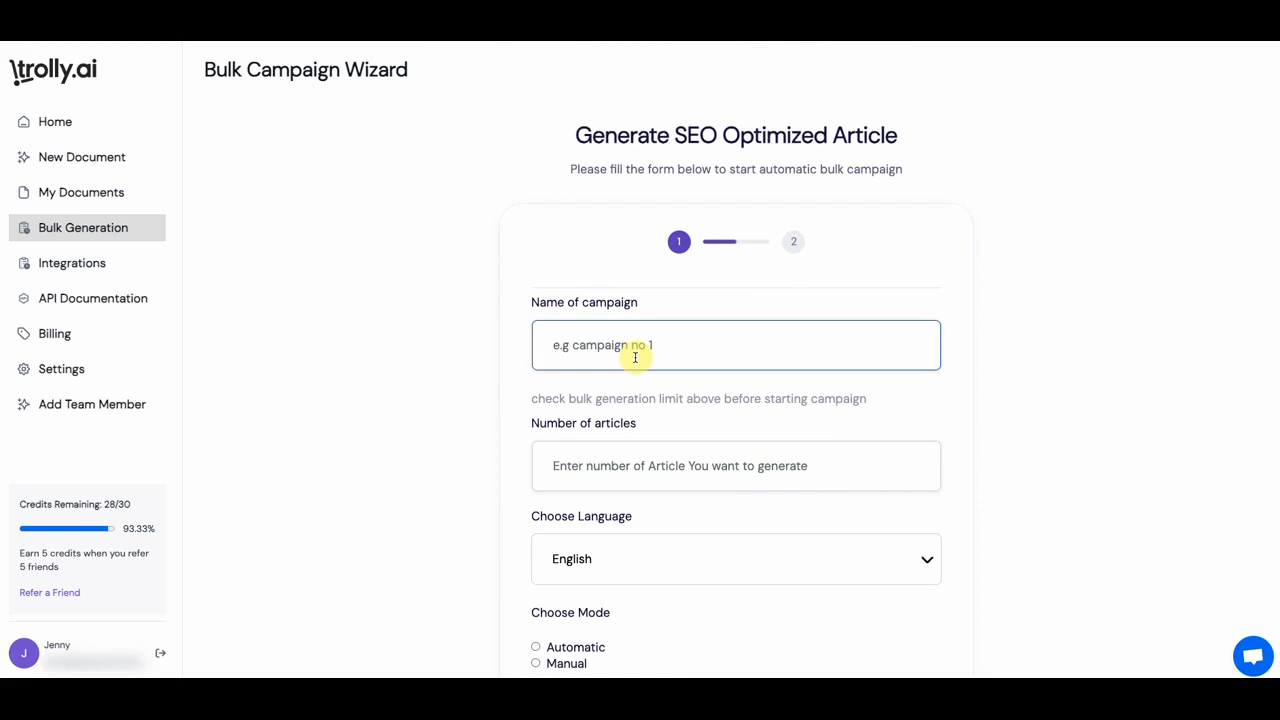 trolly.ai
Home
New Document
My Documents
Bulk Generation
Integrations
API Documentation
Billing
Settings
Add Team Member
Credits Remaining: 28/30
93.33%
Earn 5 credits when you refer
5 friends
Refer a Friend
J
Jenny
Bulk Campaign Wizard
Generate SEO Optimized Article
Please fill the form below to start automatic bulk campaign
1
2
Name of campaign
e.g campaign no 1
check bulk generation limit above before starting campaign
Number of articles
Enter number of Article You want to generate
Choose Language
English
Choose Mode
Automatic
Manual